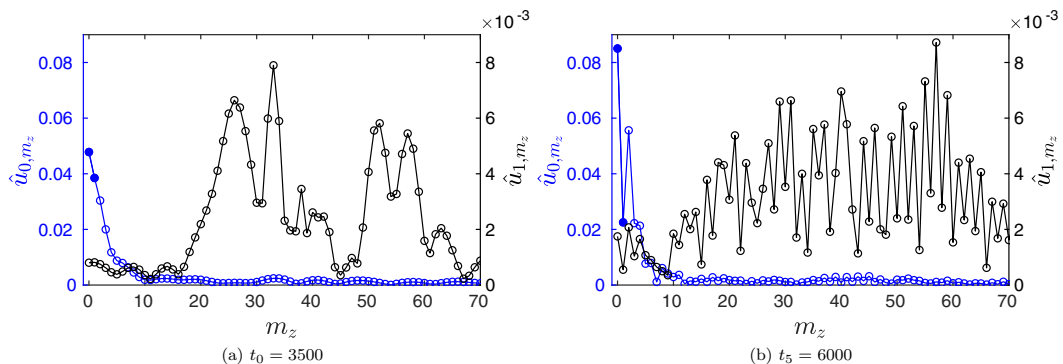 ×10⁻³ ×10⁻³
0.08 8 0.08 8
0.06 6 0.06 6
û₀,ₘ_z 0.04 4 û₁,ₘ_z û₀,ₘ_z 0.04 4 û₁,ₘ_z
0.02 2 0.02 2
0 0 0 0
0 10 20 30 40 50 60 70 0 10 20 30 40 50 60 70
m_z m_z
(a) t₀ = 3500 (b) t₅ = 6000